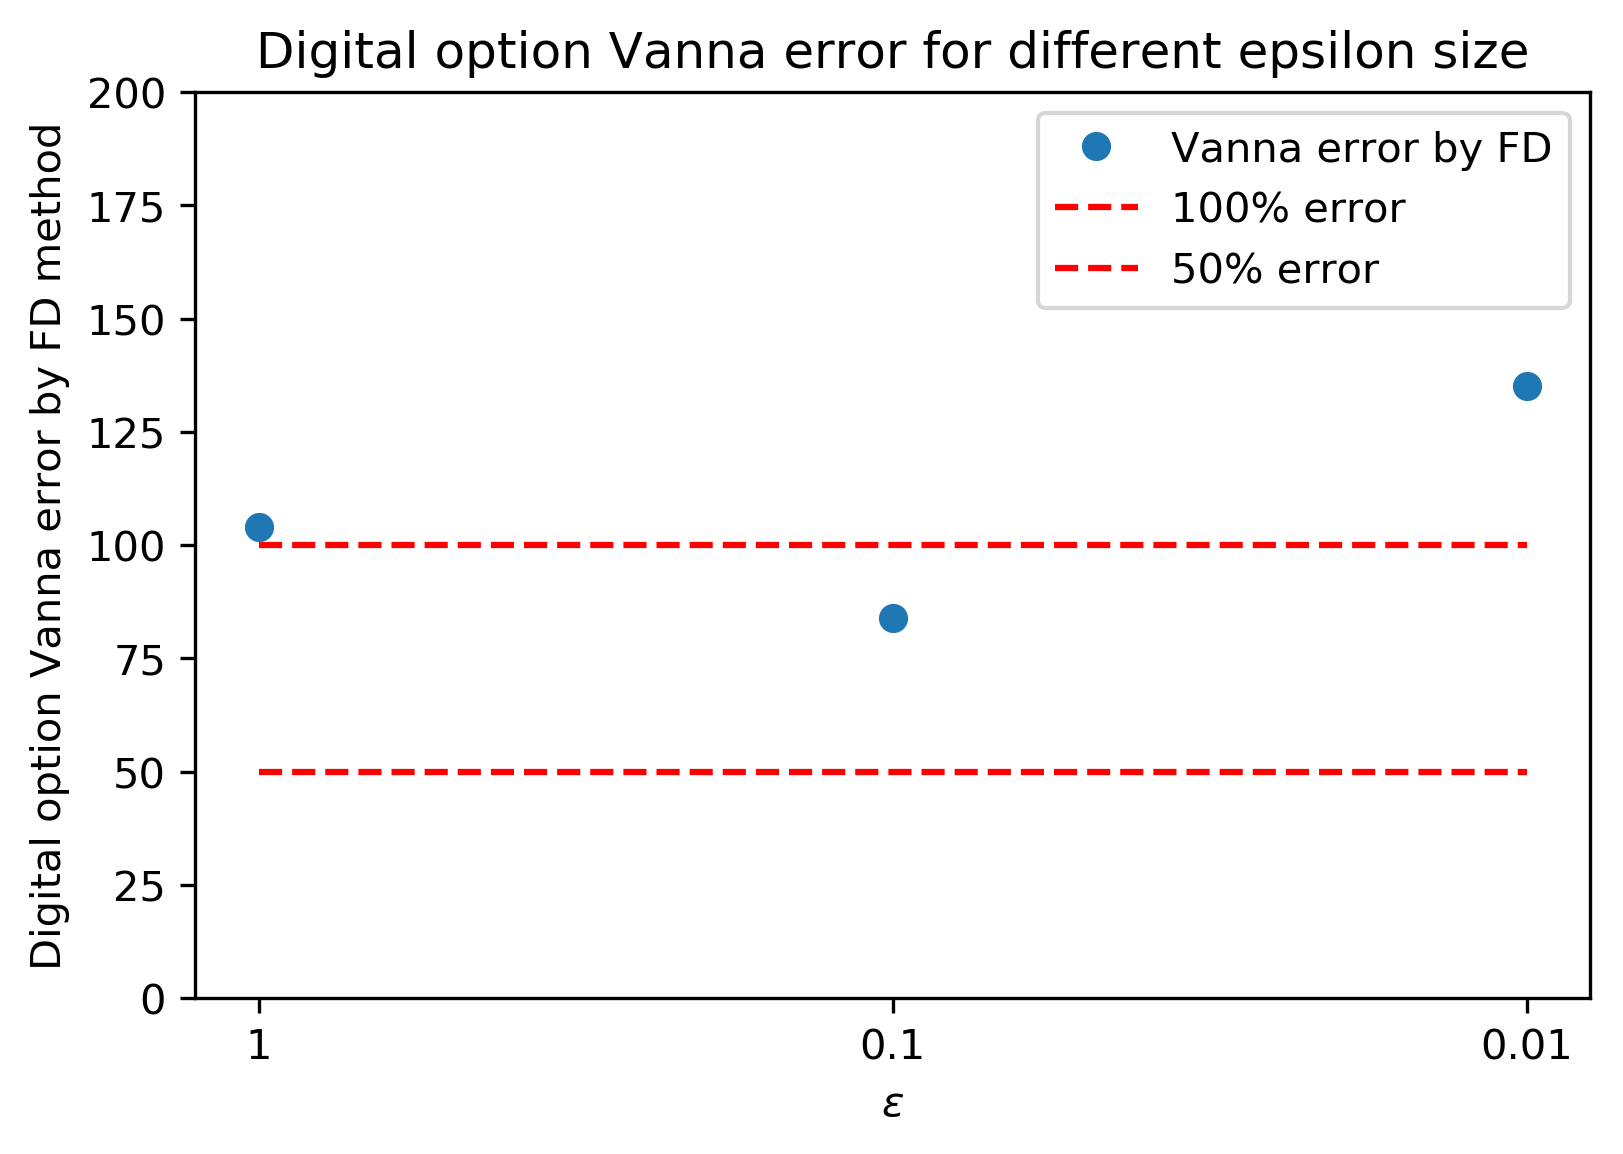 Digital option Vanna error for different epsilon size
Digital option Vanna error by FD method
200
175
150
125
100
75
50
25
0
Vanna error by FD
100% error
50% error
1
0.1
0.01
ε